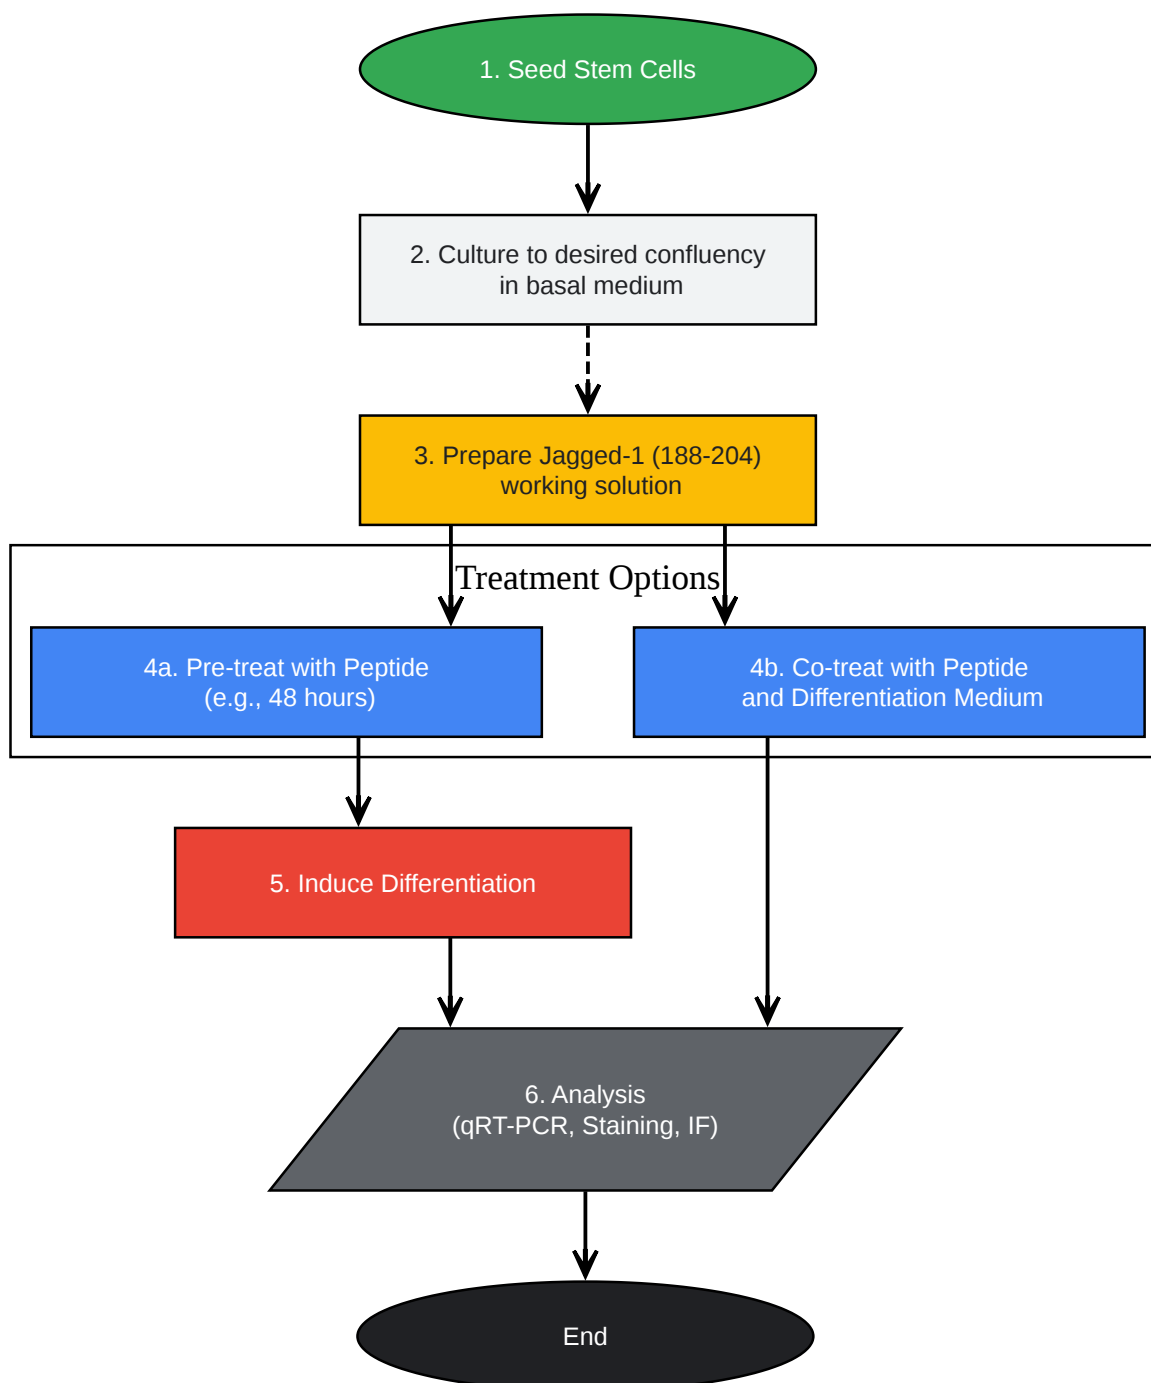 1. Seed Stem Cells
2. Culture to desired confluency
in basal medium
3. Prepare Jagged-1 (188-204)
working solution
Treatment Options
4a. Pre-treat with Peptide
(e.g., 48 hours)
4b. Co-treat with Peptide
and Differentiation Medium
5. Induce Differentiation
6. Analysis
(qRT-PCR, Staining, IF)
End